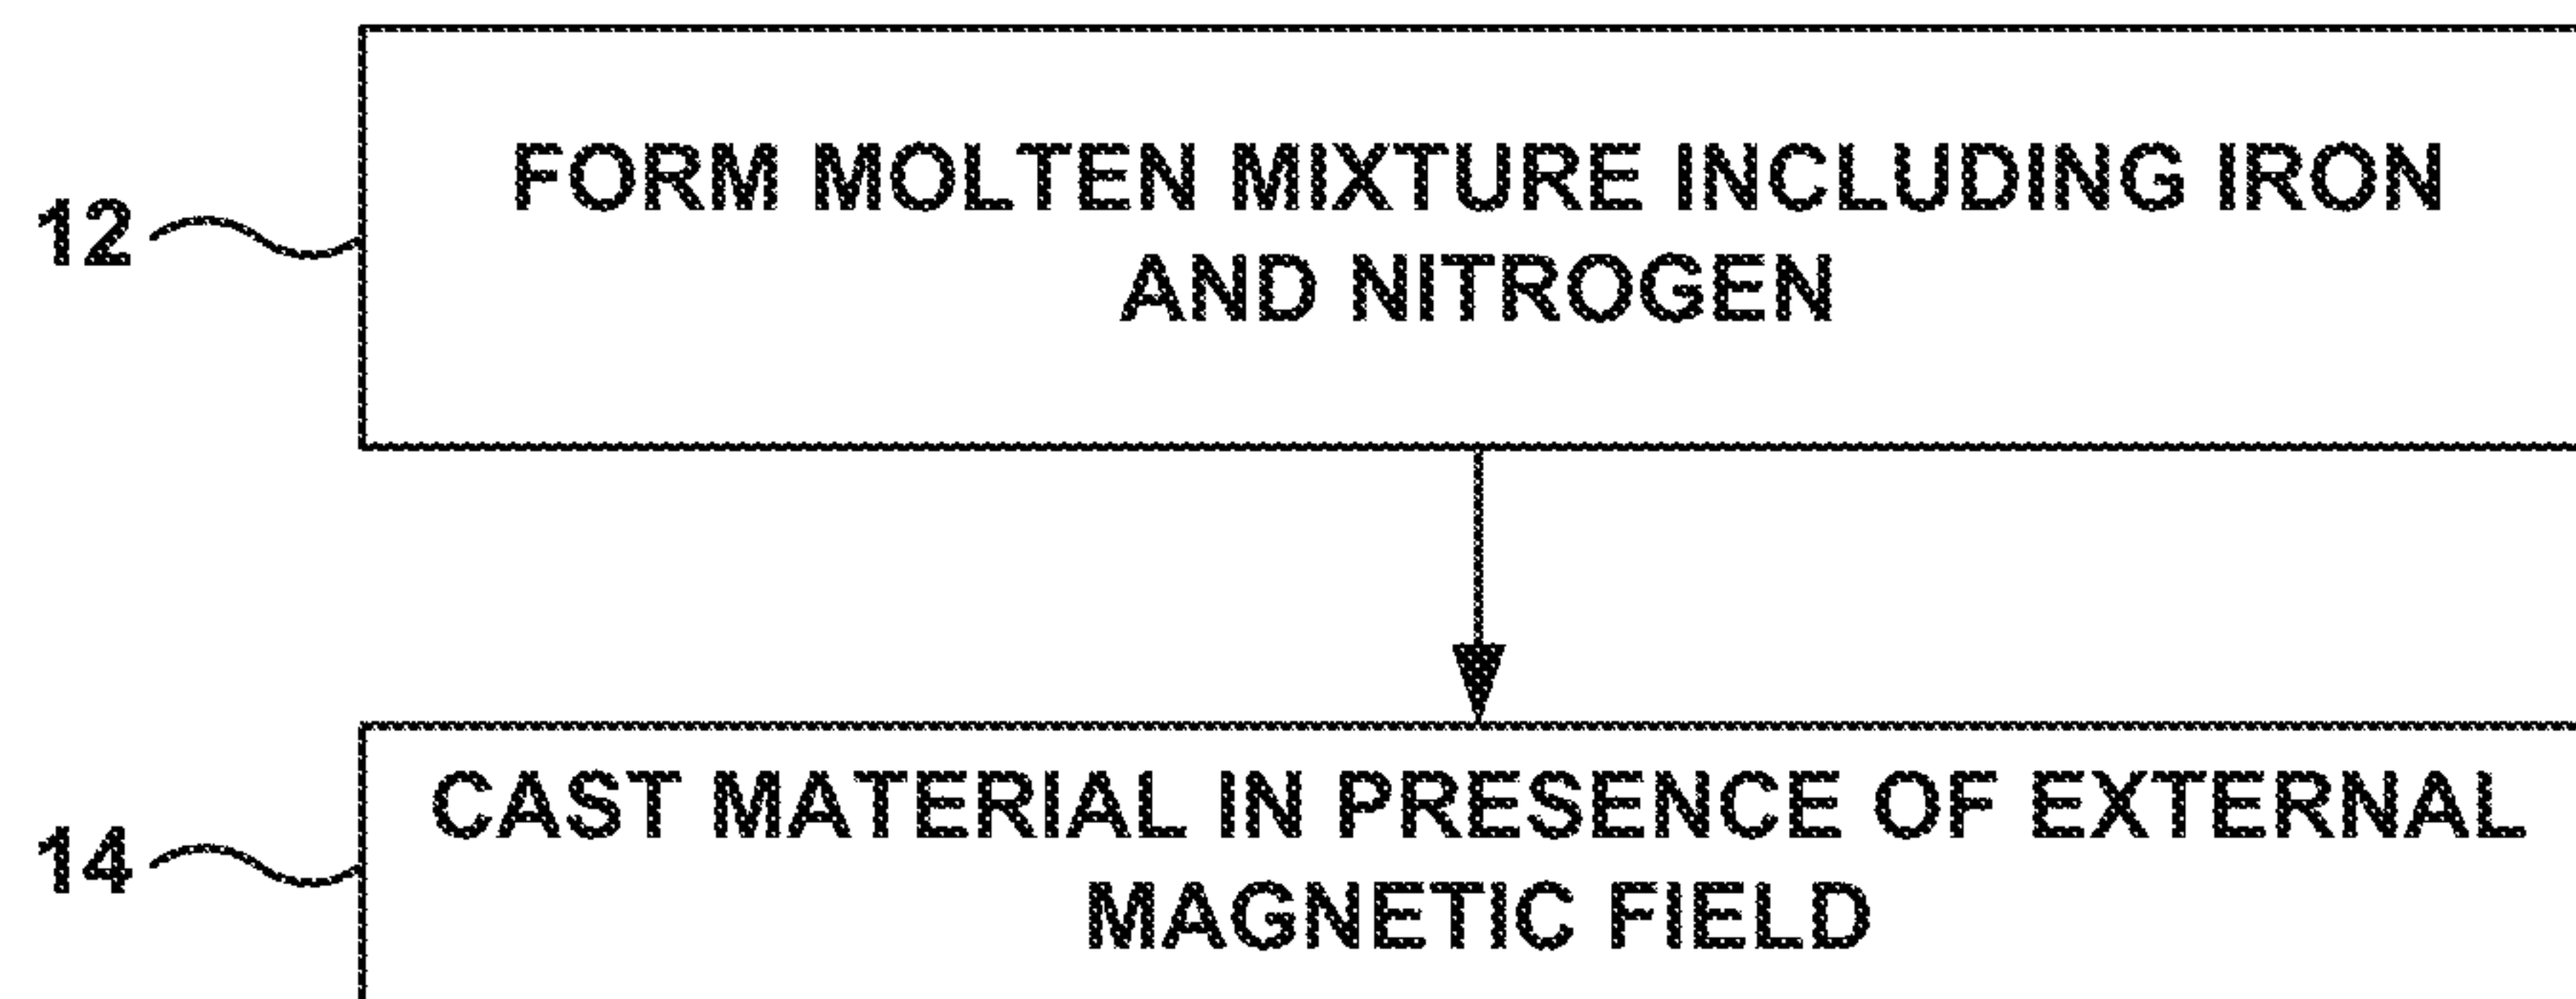 12
FORM MOLTEN MIXTURE INCLUDING IRON
AND NITROGEN
14
CAST MATERIAL IN PRESENCE OF EXTERNAL
MAGNETIC FIELD